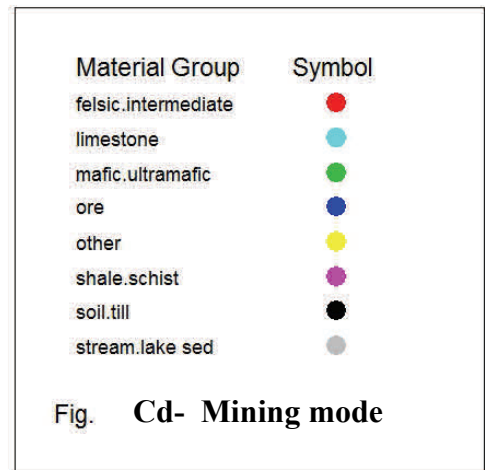 Material Group Symbol
felsic.intermediate
limestone
mafic.ultramafic
ore
other
shale.schist
soil.till
stream.lake sed
Fig. Cd- Mining mode